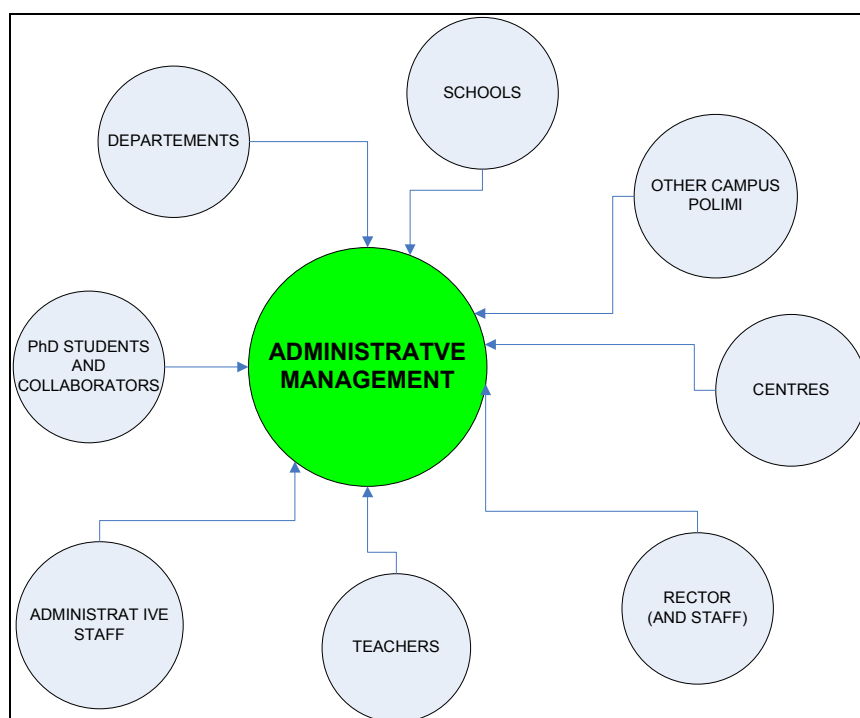 SCHOOLS
DEPARTEMENTS
OTHER CAMPUS
POLIMI
ADMINISTRATVE
MANAGEMENT
PhD STUDENTS
AND
COLLABORATORS
CENTRES
ADMINISTRAT IVE
STAFF
TEACHERS
RECTOR
(AND STAFF)